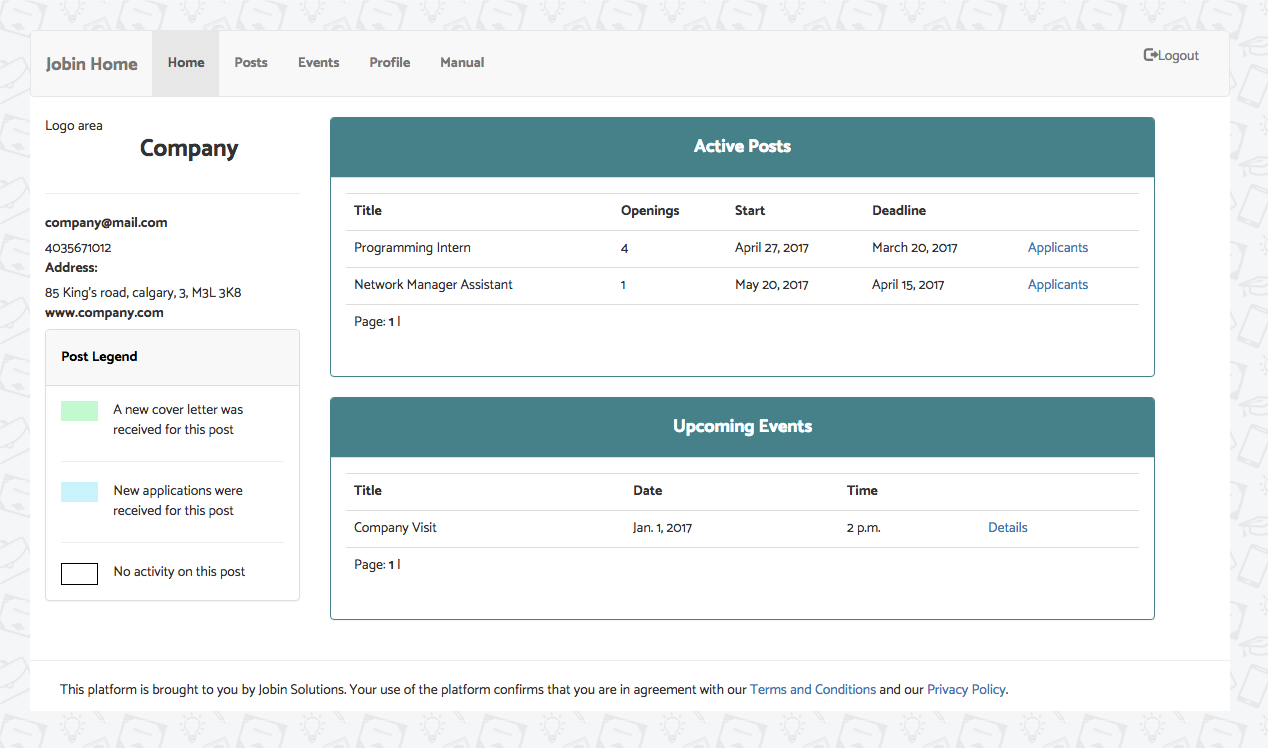 Jobin Home Home Posts Events Profile Manual Logout
Logo area
Company
company@mail.com
4035671012
Address:
85 King's road, calgary, 3, M3L 3K8
www.company.com
Post Legend
A new cover letter was
received for this post
New applications were
received for this post
No activity on this post
Active Posts
Title Openings Start Deadline
Programming Intern 4 April 27, 2017 March 20, 2017 Applicants
Network Manager Assistant 1 May 20, 2017 April 15, 2017 Applicants
Page: 1 |
Upcoming Events
Title Date Time
Company Visit Jan. 1, 2017 2 p.m. Details
Page: 1 |
This platform is brought to you by Jobin Solutions. Your use of the platform confirms that you are in agreement with our Terms and Conditions and our Privacy Policy.